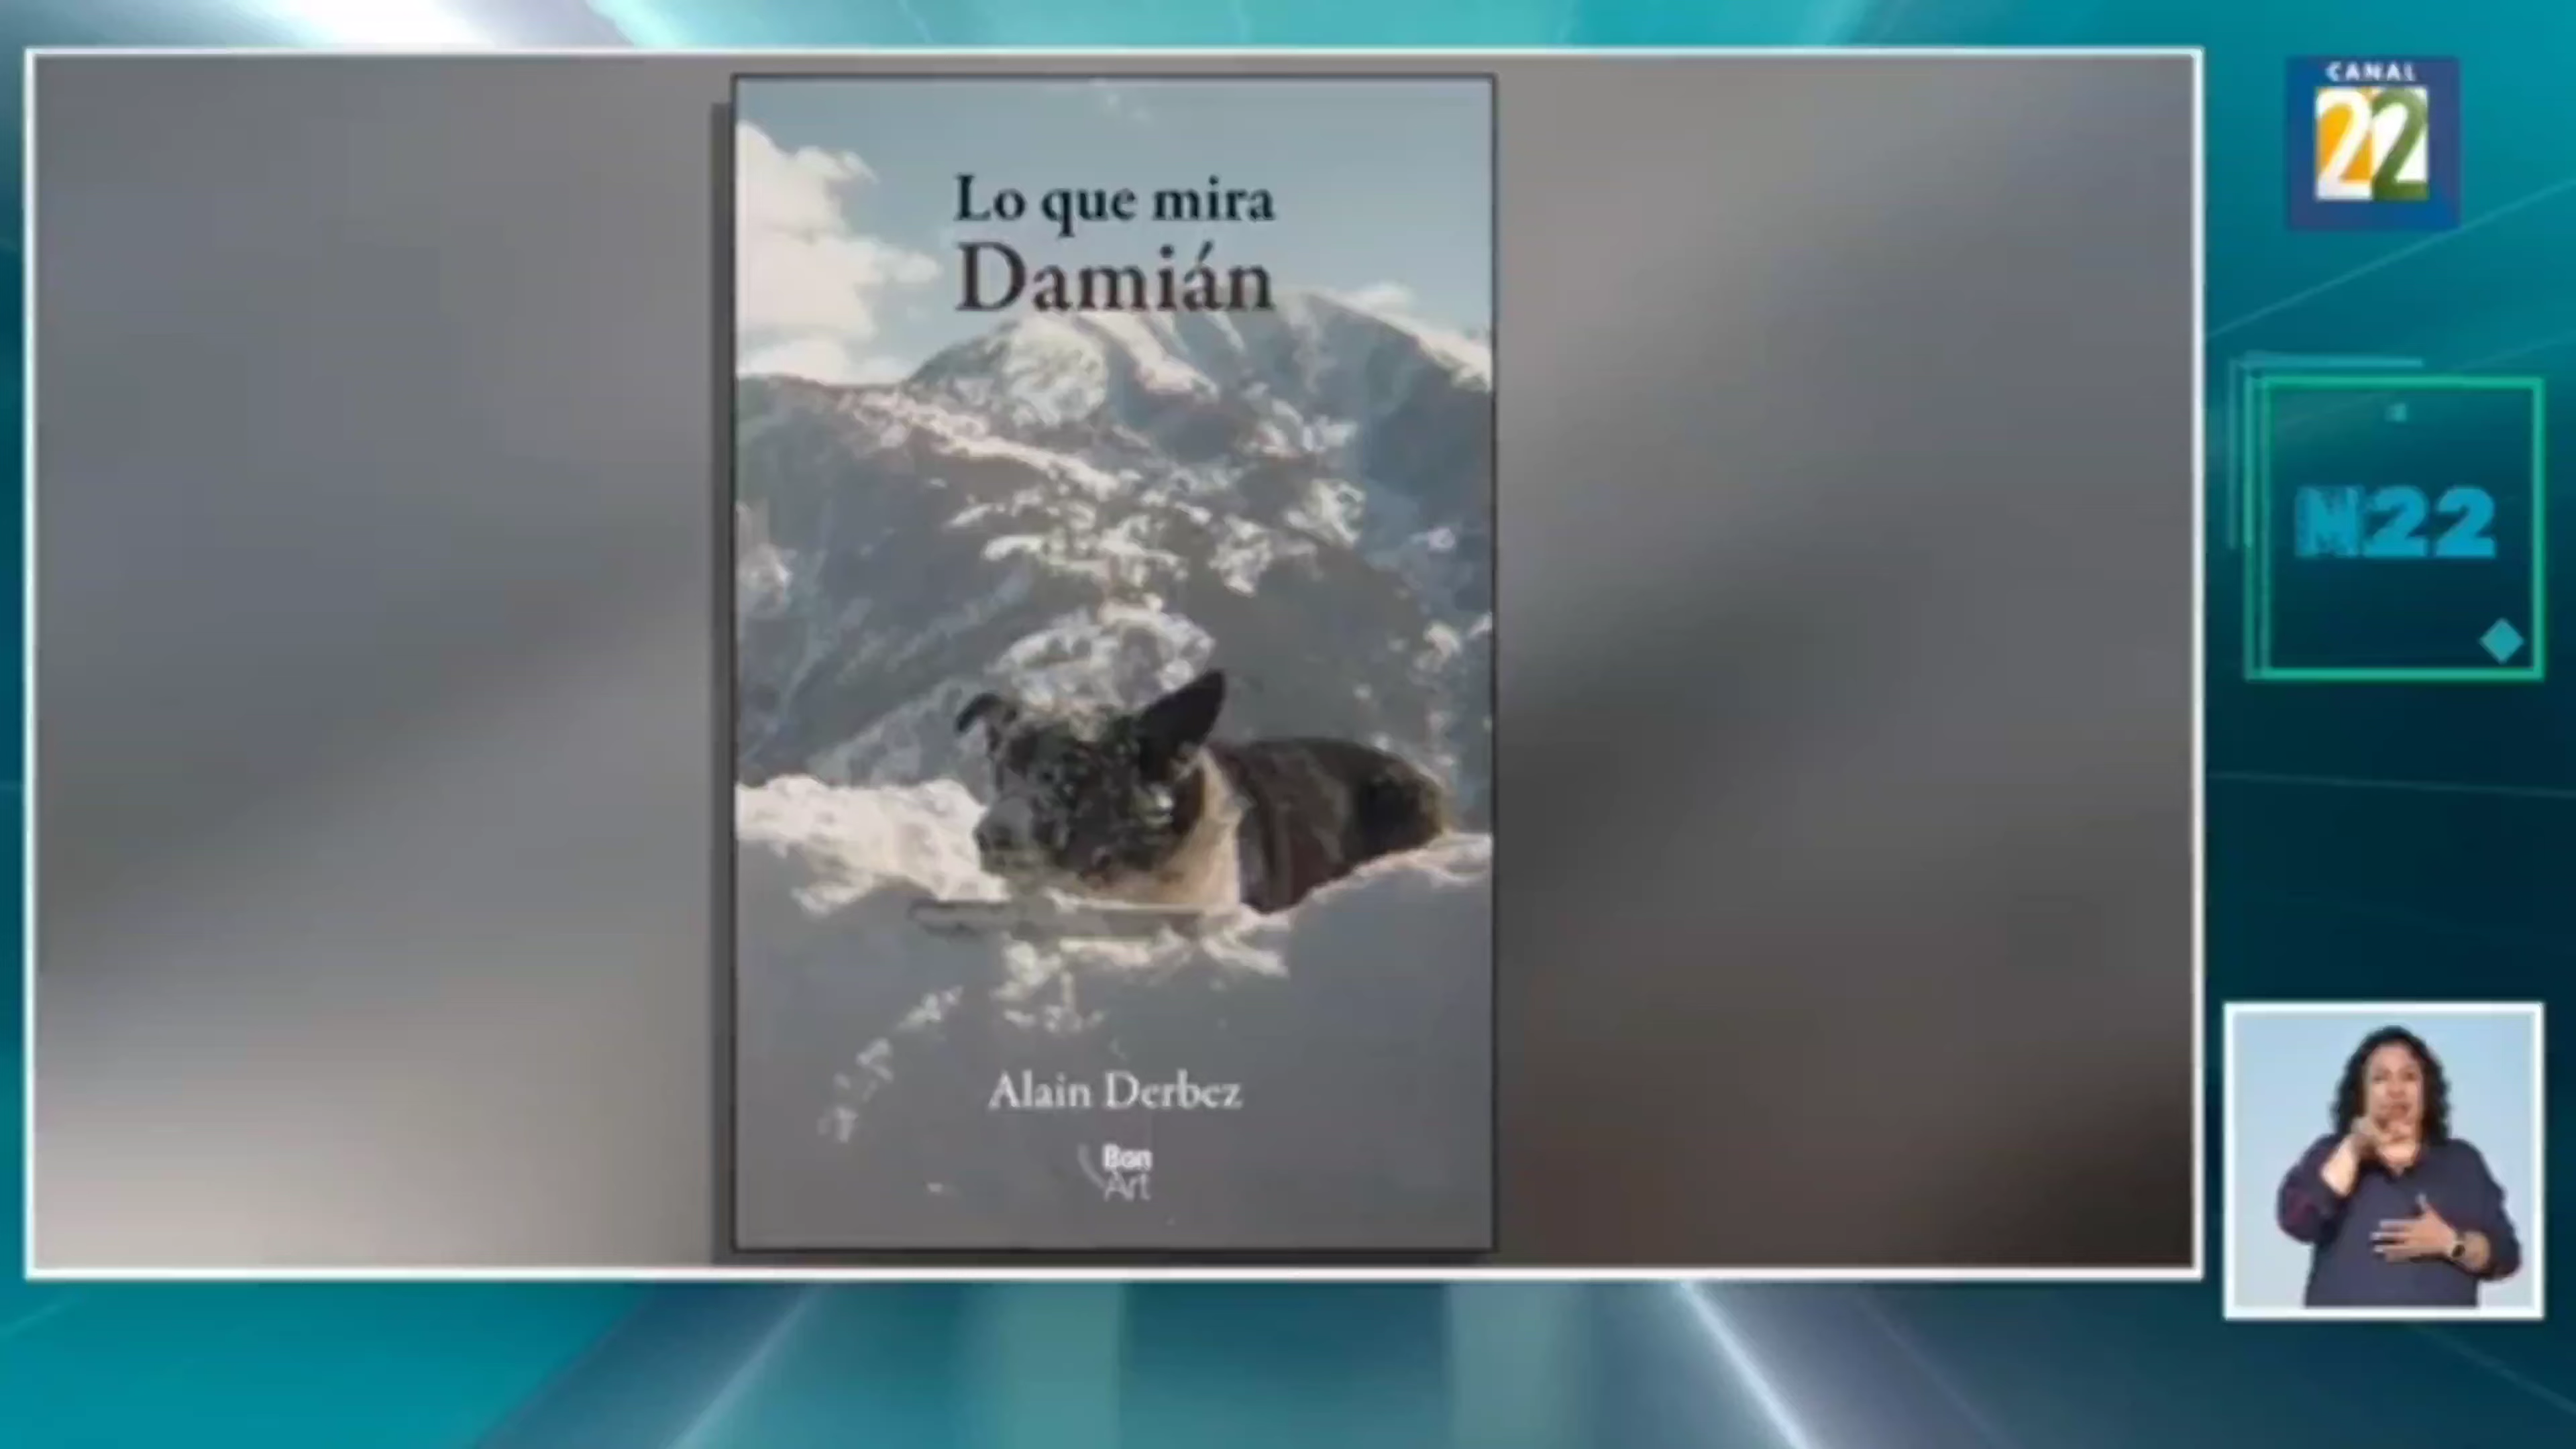 Lo que mira
Damián
Alain Derbez
Bon
Art
CANAL
22
N22